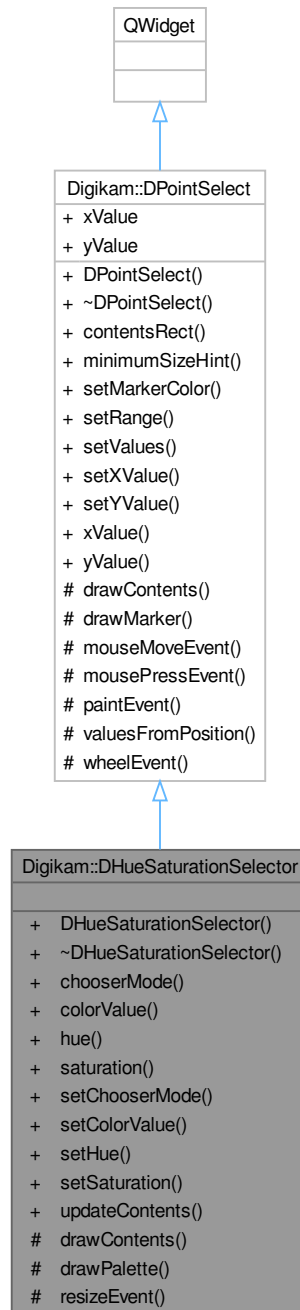 QWidget
Digikam::DPointSelect
+ xValue
+ yValue
+ DPointSelect()
+ ~DPointSelect()
+ contentsRect()
+ minimumSizeHint()
+ setMarkerColor()
+ setRange()
+ setValues()
+ setXValue()
+ setYValue()
+ xValue()
+ yValue()
# drawContents()
# drawMarker()
# mouseMoveEvent()
# mousePressEvent()
# paintEvent()
# valuesFromPosition()
# wheelEvent()
Digikam::DHueSaturationSelector
+ DHueSaturationSelector()
+ ~DHueSaturationSelector()
+ chooserMode()
+ colorValue()
+ hue()
+ saturation()
+ setChooserMode()
+ setColorValue()
+ setHue()
+ setSaturation()
+ updateContents()
# drawContents()
# drawPalette()
# resizeEvent()